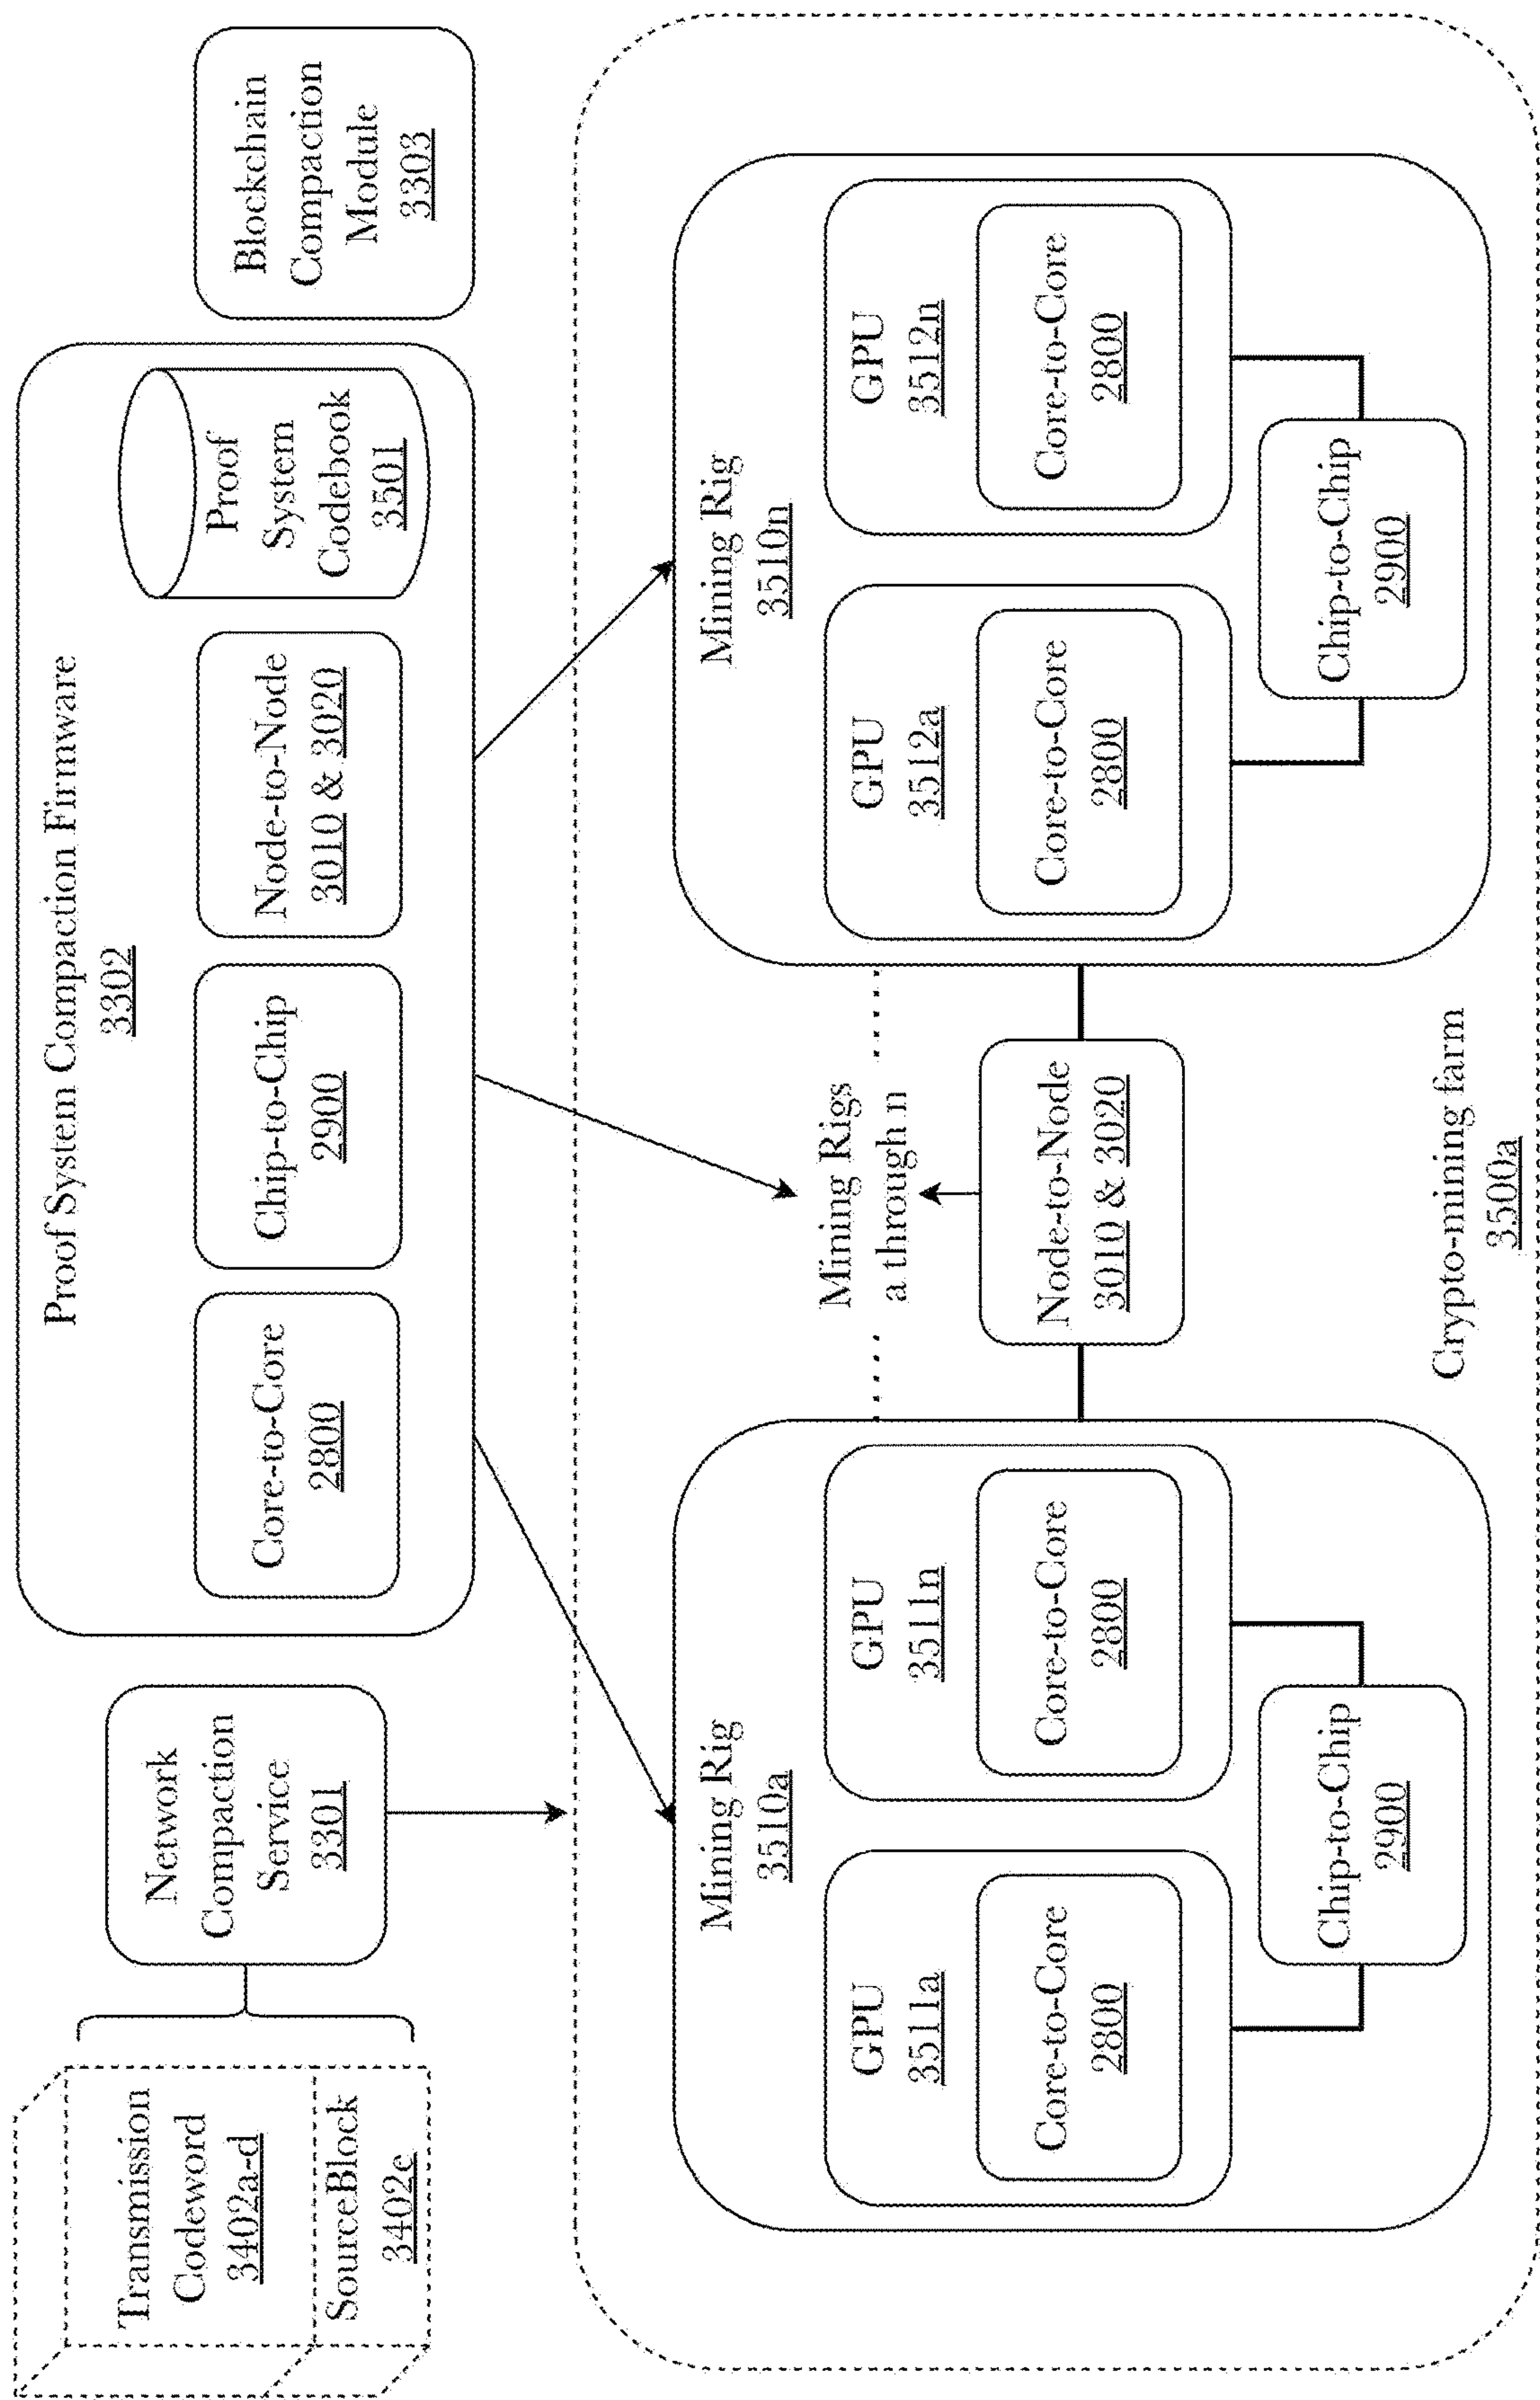 Transmission
Codeword
3402a-d
SourceBlock
3402e
Network
Compaction
Service
3301
Proof System Compaction Firmware
3302
Core-to-Core
2800
Chip-to-Chip
2900
Node-to-Node
3010 & 3020
Proof
System
Codebook
3501
Blockchain
Compaction
Module
3303
Mining Rig
3510a
GPU
3511a
Core-to-Core
2800
GPU
3511n
Core-to-Core
2800
Chip-to-Chip
2900
Mining Rigs
a through n
Node-to-Node
3010 & 3020
Mining Rig
3510n
GPU
3512a
Core-to-Core
2800
GPU
3512n
Core-to-Core
2800
Chip-to-Chip
2900
Crypto-mining farm
3500a